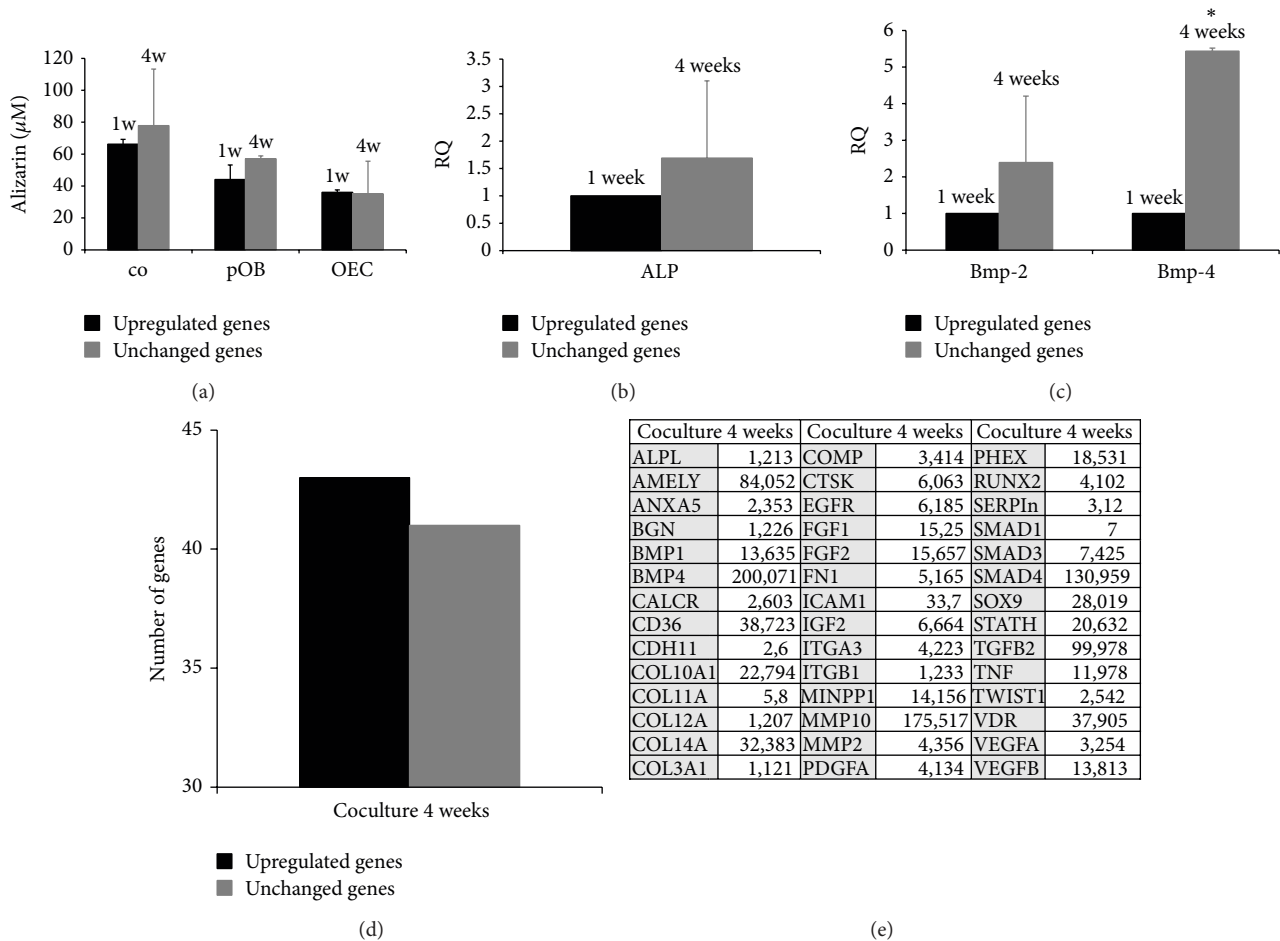 120
100
80
60
40
20
0
Alizarin (µM)
1w
4w
1w
4w
1w
4w
co pOB OEC
Upregulated genes
Unchanged genes
(a)
3.5
3
2.5
2
1.5
1
0.5
0
RQ
1 week
4 weeks
ALP
Upregulated genes
Unchanged genes
(b)
6
5
4
3
2
1
0
RQ
1 week
4 weeks
1 week
*
4 weeks
Bmp-2 Bmp-4
Upregulated genes
Unchanged genes
(c)
45
40
35
30
Number of genes
Coculture 4 weeks
Upregulated genes
Unchanged genes
(d)
Coculture 4 weeks Coculture 4 weeks Coculture 4 weeks
ALPL 1,213 COMP 3,414 PHEX 18,531
AMELY 84,052 CTSK 6,063 RUNX2 4,102
ANXA5 2,353 EGFR 6,185 SERPIn 3,12
BGN 1,226 FGF1 15,25 SMAD1 7
BMP1 13,635 FGF2 15,657 SMAD3 7,425
BMP4 200,071 FN1 5,165 SMAD4 130,959
CALCR 2,603 ICAM1 33,7 SOX9 28,019
CD36 38,723 IGF2 6,664 STATH 20,632
CDH11 2,6 ITGA3 4,223 TGFB2 99,978
COL10A1 22,794 ITGB1 1,233 TNF 11,978
COL11A 5,8 MINPP1 14,156 TWIST1 2,542
COL12A 1,207 MMP10 175,517 VDR 37,905
COL14A 32,383 MMP2 4,356 VEGFA 3,254
COL3A1 1,121 PDGFA 4,134 VEGFB 13,813
(e)